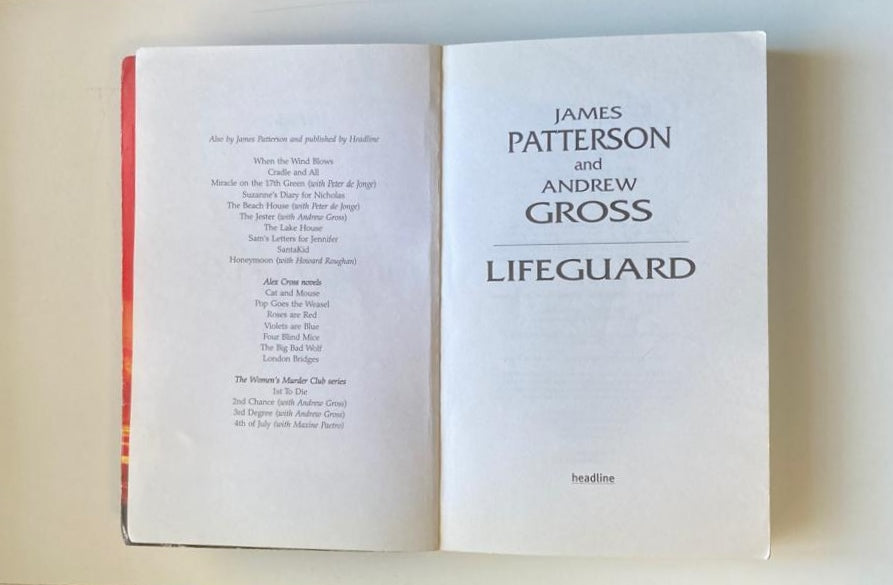 Also by James Patterson and published by Headline
When the Wind Blows
Cradle and All
Miracle on the 17th Green (with Peter de Jonge)
Suzanne's Diary for Nicholas
The Beach House (with Peter de Jonge)
The Jester (with Andrew Gross)
The Lake House
Sam's Letters for Jennifer
SantaKid
Honeymoon (with Howard Roughan)
Alex Cross novels
Cat and Mouse
Pop Goes the Weasel
Roses are Red
Violets are Blue
Four Blind Mice
The Big Bad Wolf
London Bridges
The Women's Murder Club series
1st To Die
2nd Chance (with Andrew Gross)
3rd Degree (with Andrew Gross)
4th of July (with Maxine Paetro)
JAMES
PATTERSON
and
ANDREW
GROSS
LIFEGUARD
headline